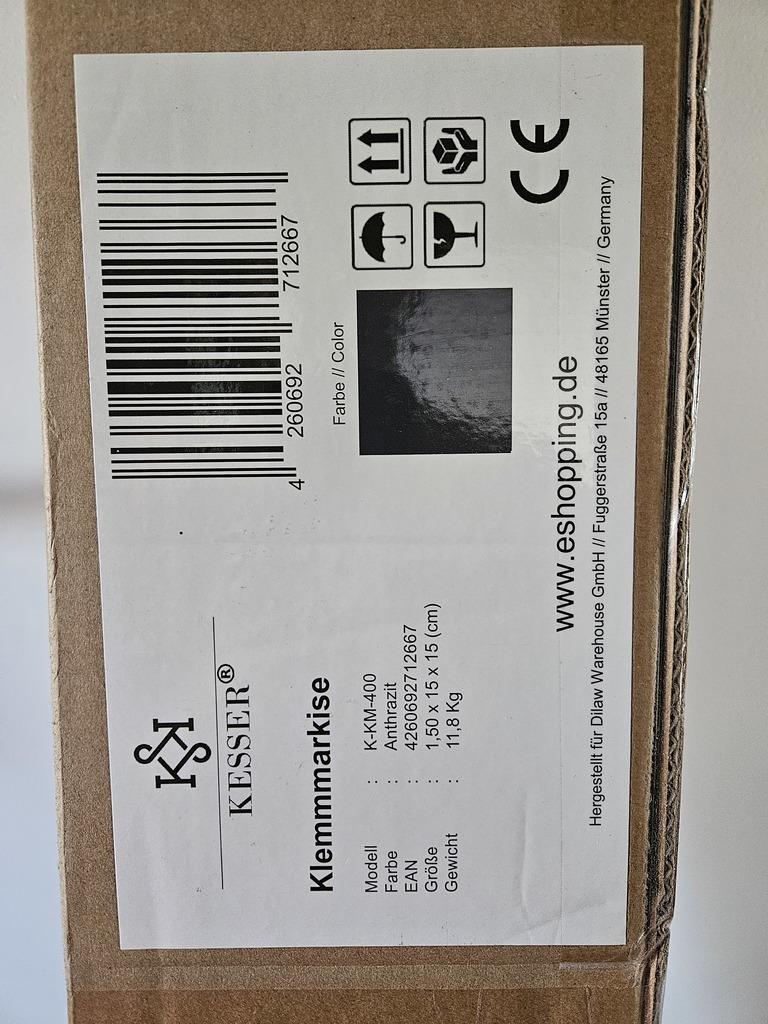 KK
KESSER®
Klemmmarkise
Modell : K-KM-400
Farbe : Anthrazit
EAN : 4260692712667
Größe : 1,50 x 15 x 15 (cm)
Gewicht : 11,8 Kg
4 260692 712667
Farbe // Color
CE
www.eshopping.de
Hergestellt für Dilaw Warehouse GmbH // Fuggerstraße 15a // 48165 Münster // Germany